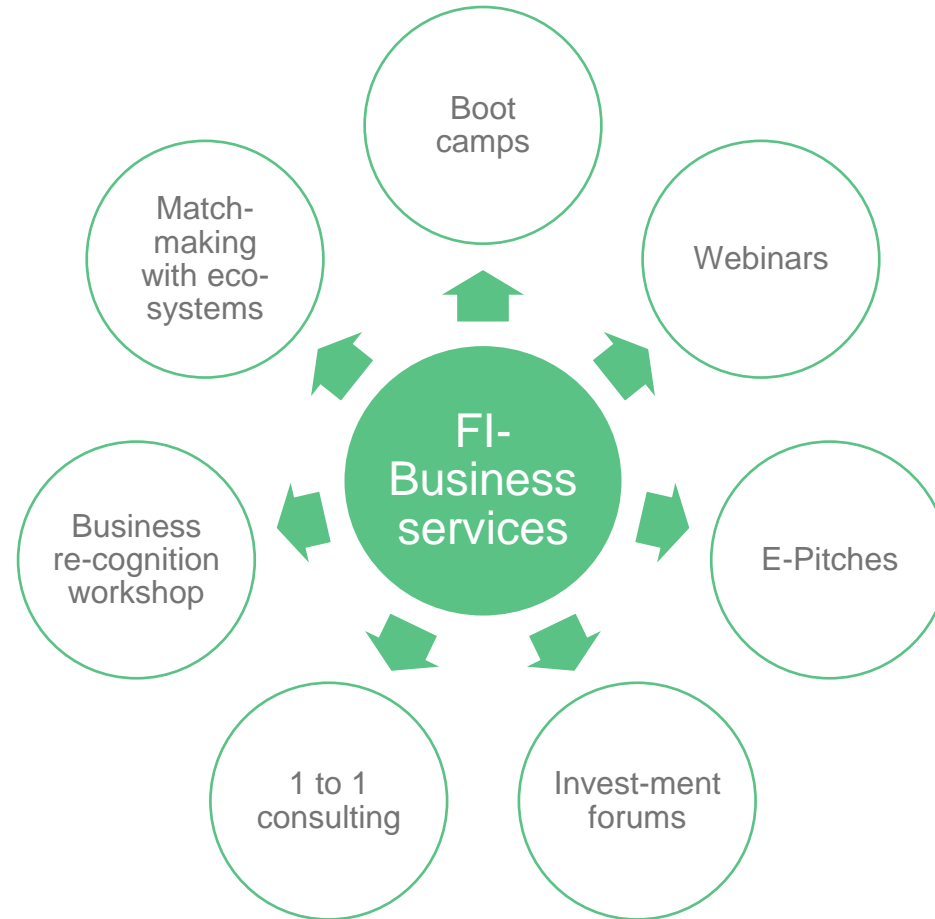 Boot
camps
Match-
making
with eco-
systems
Webinars
FI-
Business
services
Business
re-cognition
workshop
E-Pitches
1 to 1
consulting
Invest-ment
forums